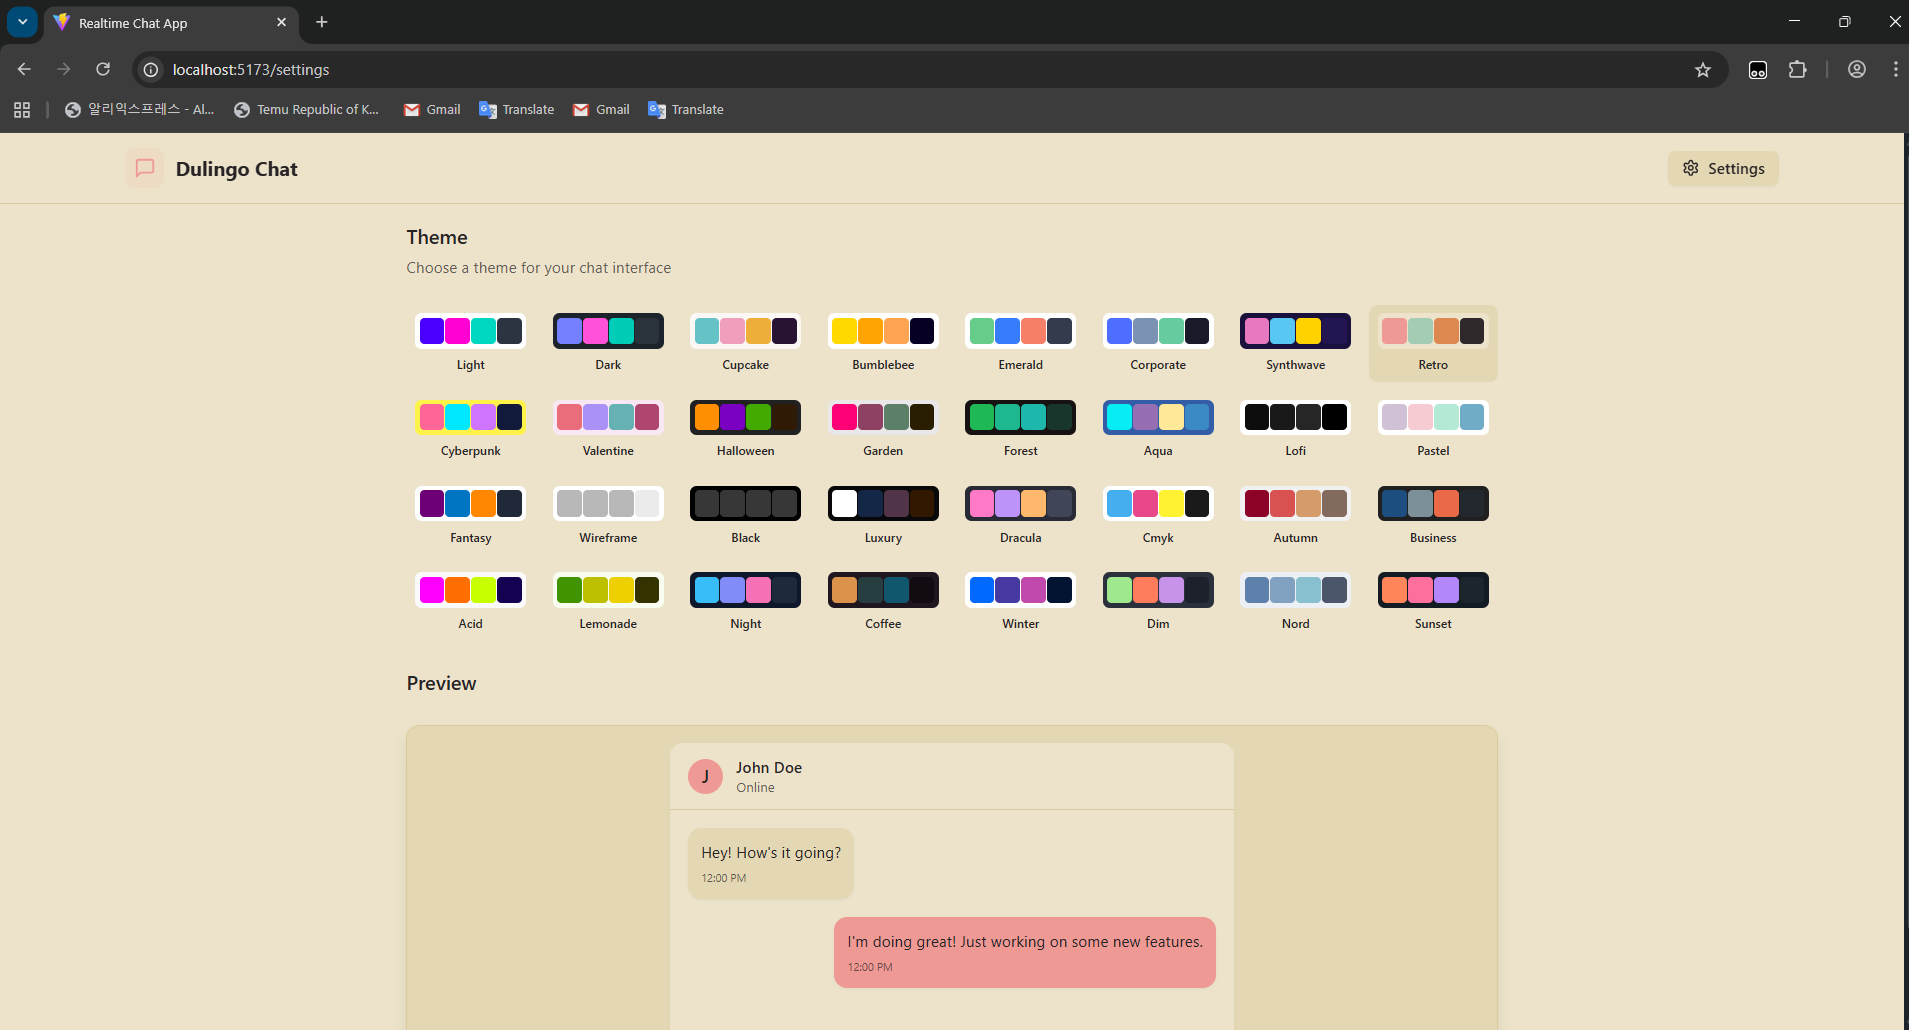 Realtime Chat App
localhost:5173/settings
알리익스프레스 - Al... Temu Republic of K... Gmail Translate Gmail Translate
Dulingo Chat
Settings
Theme
Choose a theme for your chat interface
Light Dark Cupcake Bumblebee Emerald Corporate Synthwave Retro
Cyberpunk Valentine Halloween Garden Forest Aqua Lofi Pastel
Fantasy Wireframe Black Luxury Dracula Cmyk Autumn Business
Acid Lemonade Night Coffee Winter Dim Nord Sunset
Preview
J
John Doe
Online
Hey! How's it going?
12:00 PM
I'm doing great! Just working on some new features.
12:00 PM